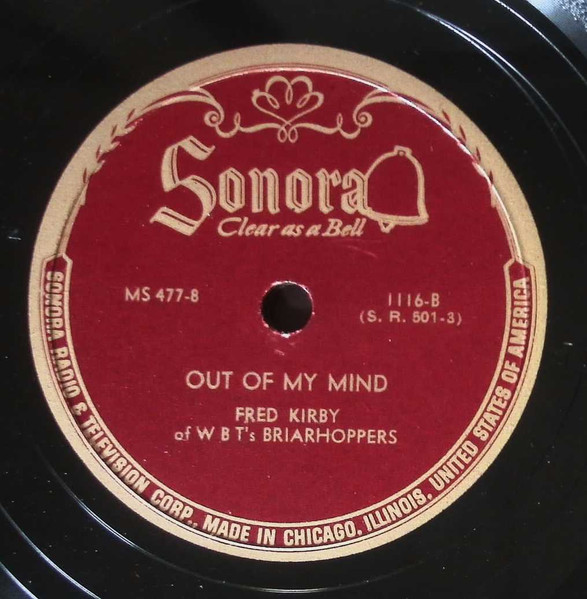 Sonora
Clear as a Bell
MS 477-8
1116-B
(S. R. 501-3)
OUT OF MY MIND
FRED KIRBY
of W B T's BRIARHOPPERS
SONORA RADIO & TELEVISION CORP., MADE IN CHICAGO, ILLINOIS, UNITED STATES OF AMERICA